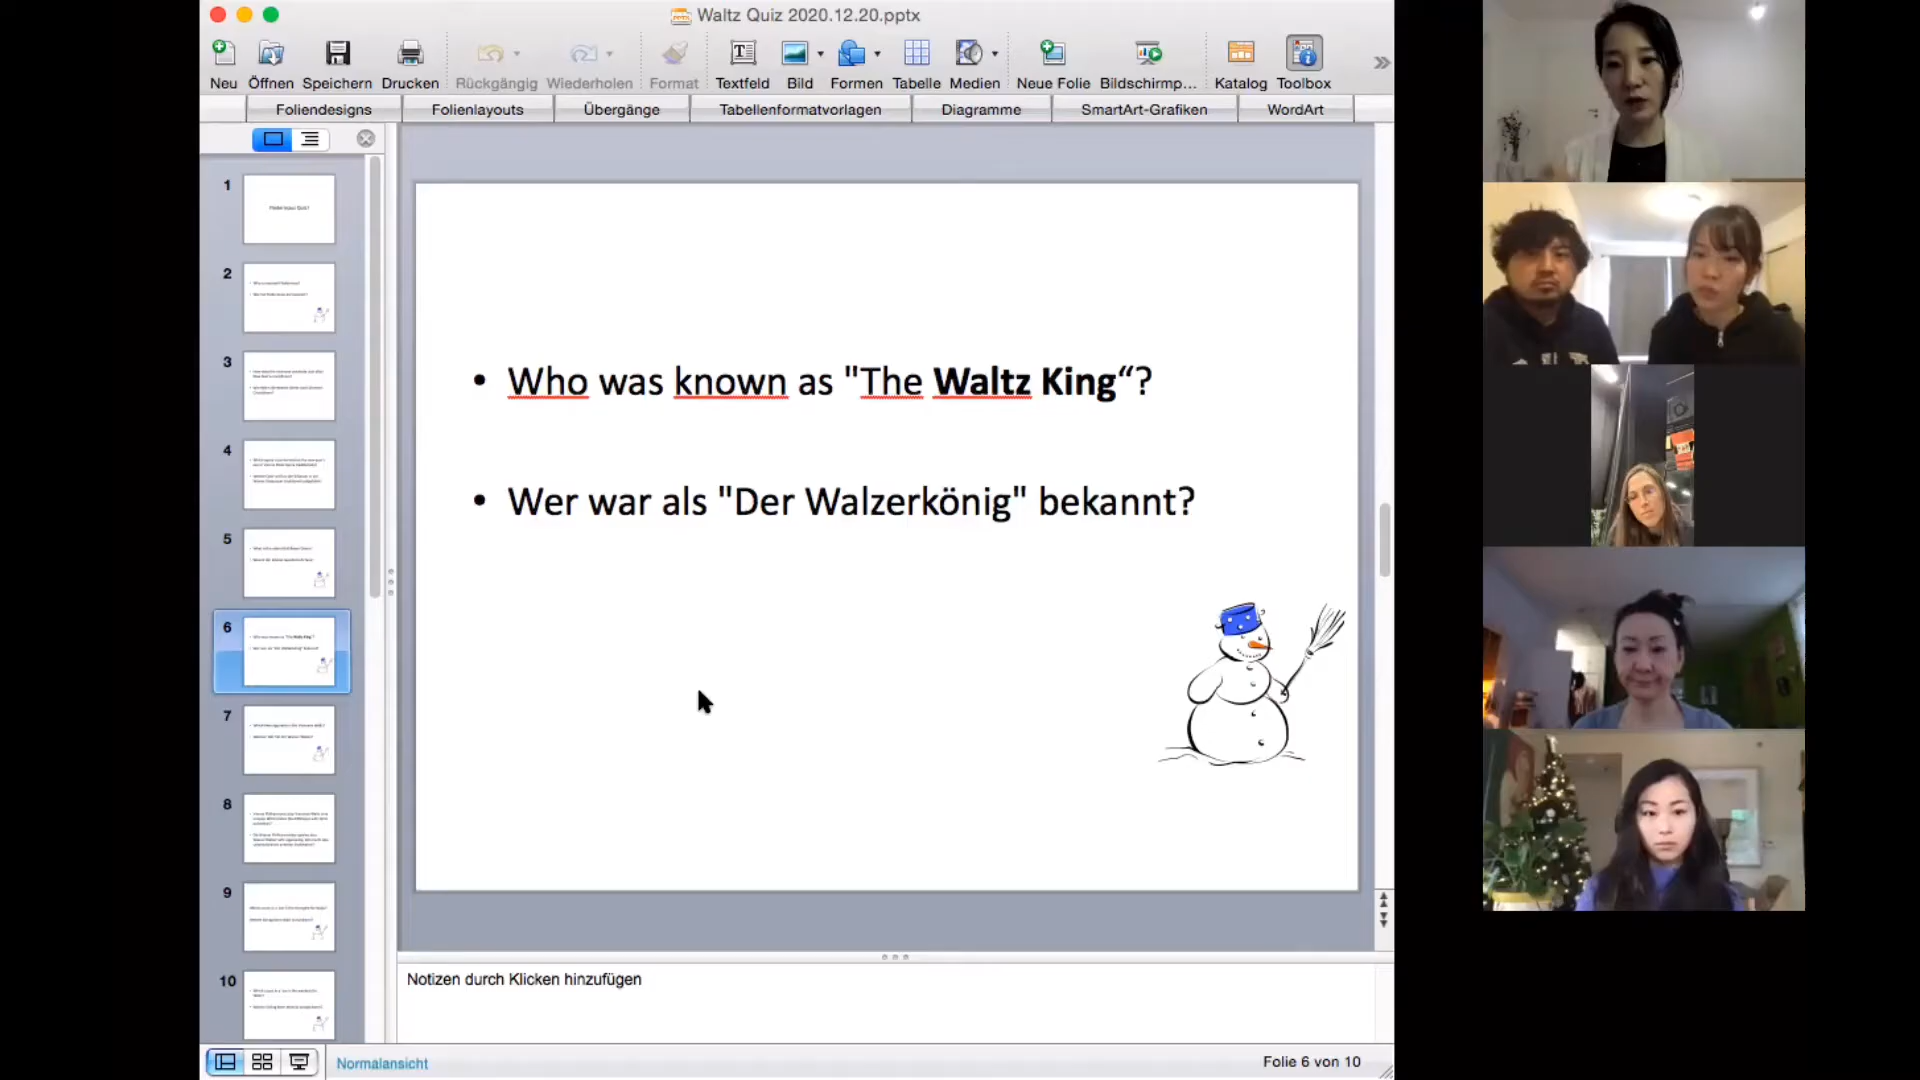 Waltz Quiz 2020.12.20.pptx
Neu Öffnen Speichern Drucken Rückgängig Wiederholen Format Textfeld Bild Formen Tabelle Medien Neue Folie Bildschirmp... Katalog Toolbox
Foliendesigns Folienlayouts Übergänge Tabellenformatvorlagen Diagramme SmartArt-Grafiken WordArt
1
2
3
4
5
6
7
8
9
10
• Who was known as "The Waltz King“?
• Wer war als "Der Walzerkönig" bekannt?
Notizen durch Klicken hinzufügen
Normalansicht
Folie 6 von 10